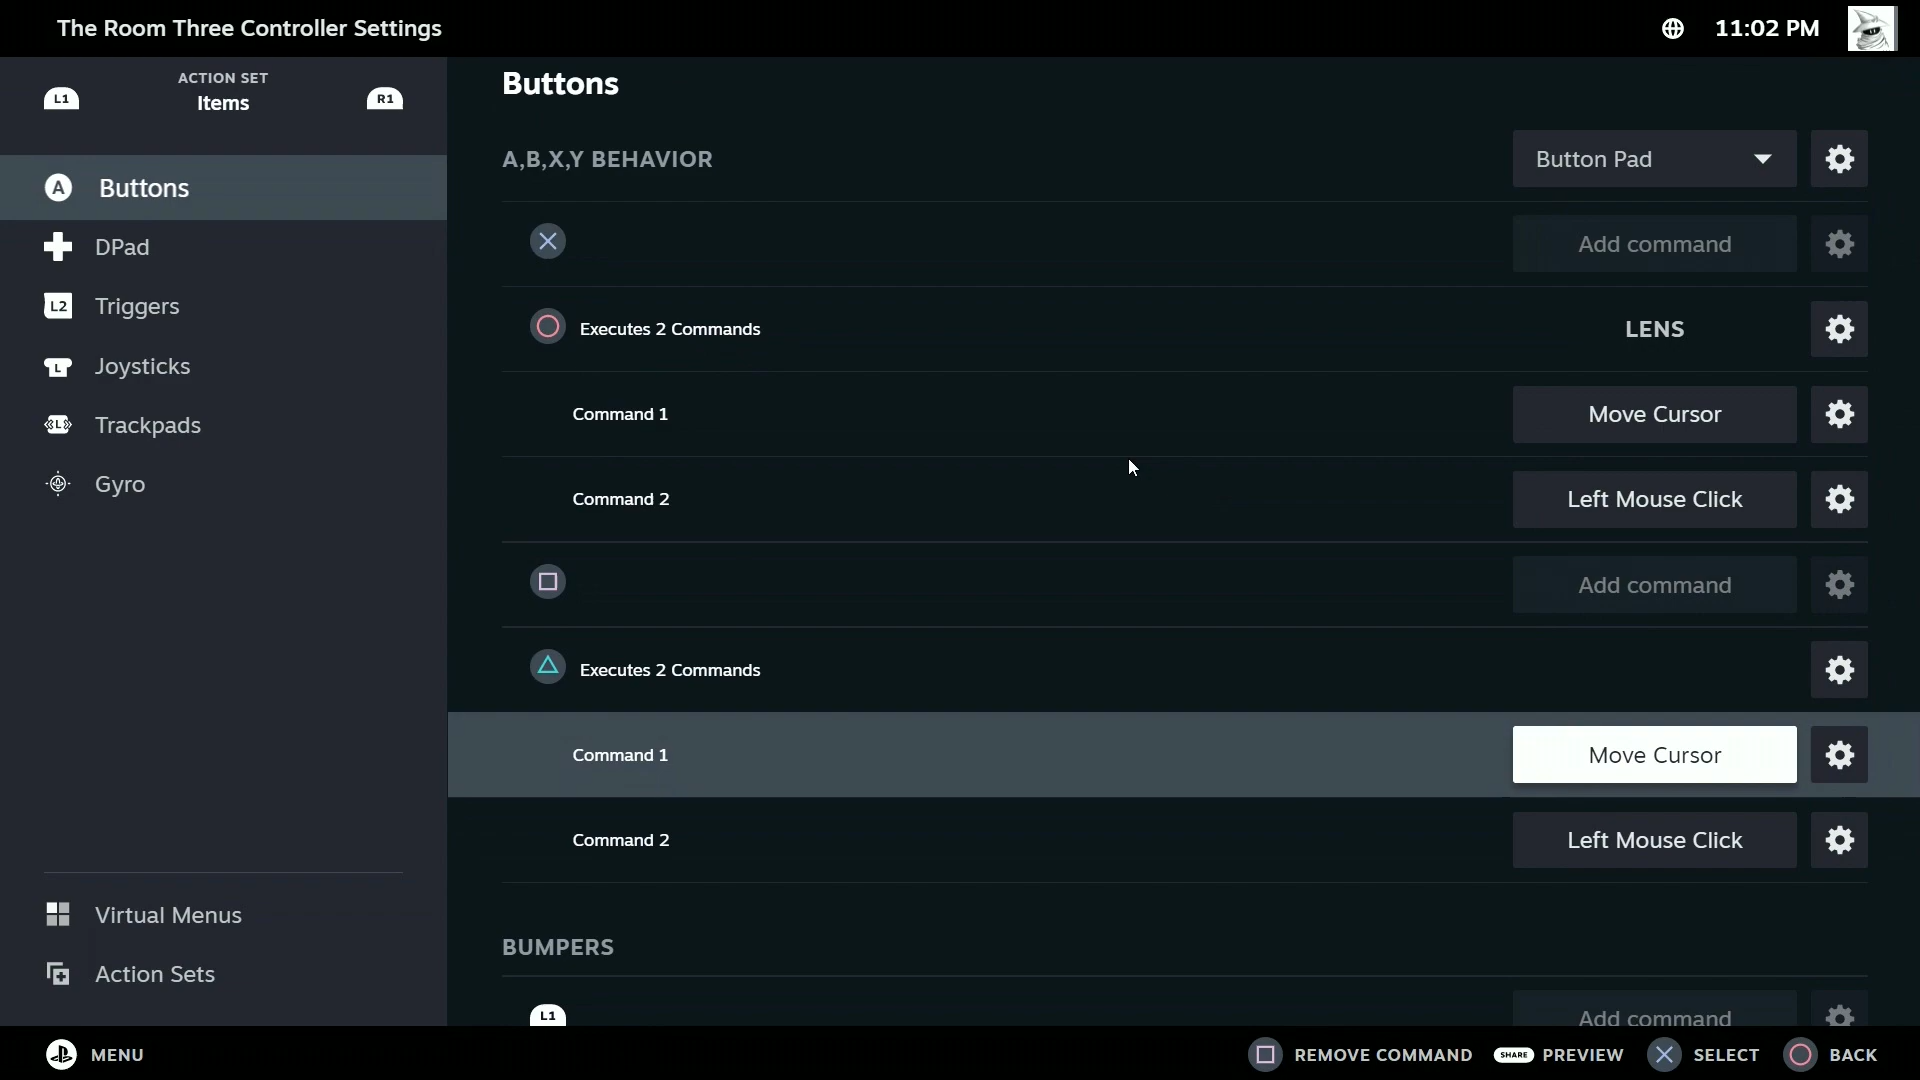 The Room Three Controller Settings
11:02 PM
L1
ACTION SET
Items
R1
A
Buttons
DPad
L2
Triggers
L
Joysticks
L
Trackpads
Gyro
Virtual Menus
Action Sets
Buttons
A,B,X,Y BEHAVIOR
Button Pad
Add command
Executes 2 Commands
LENS
Command 1
Move Cursor
Command 2
Left Mouse Click
Add command
Executes 2 Commands
Command 1
Move Cursor
Command 2
Left Mouse Click
BUMPERS
L1
Add command
MENU
REMOVE COMMAND
SHARE
PREVIEW
SELECT
BACK